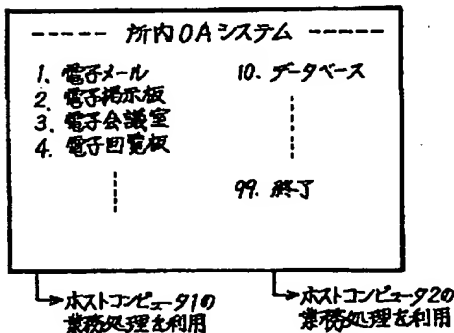 ----- 所内OAシステム -----
1. 電子メール
2. 電子掲示板
3. 電子会議室
4. 電子回覧板
10. データベース
99. 終了
ホストコンピュータ1の
業務処理を利用
ホストコンピュータ2の
業務処理を利用